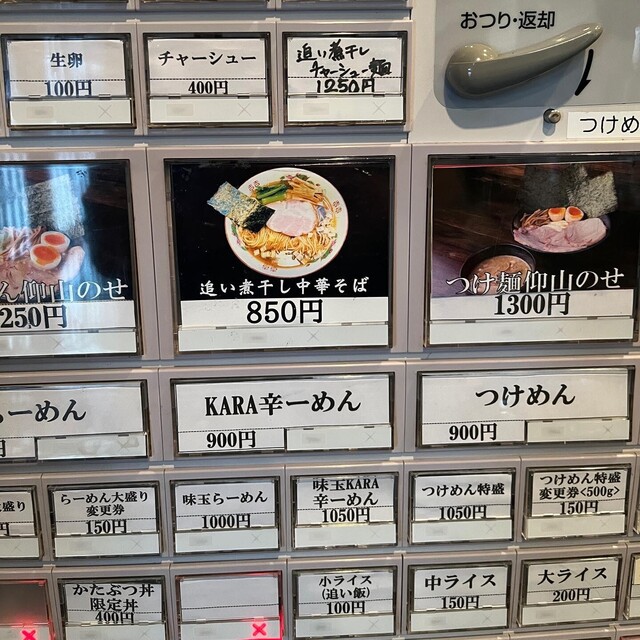 おつり・返却
生卵
100円
チャーシュー
400円
追い煮干し
チャーシュー麺
1250円
つけめ
ん仰山のせ
250円
追い煮干し中華そば
850円
つけ麺仰山のせ
1300円
らーめん
円
KARA辛ーめん
900円
つけめん
900円
大盛り
円
らーめん大盛り
変更券
150円
味玉らーめん
1000円
味玉KARA
辛ーめん
1050円
つけめん特盛
1050円
つけめん特盛
変更券<500g>
150円
かたぶつ丼
限定丼
400円
小ライス
(追い飯)
100円
中ライス
150円
大ライス
200円